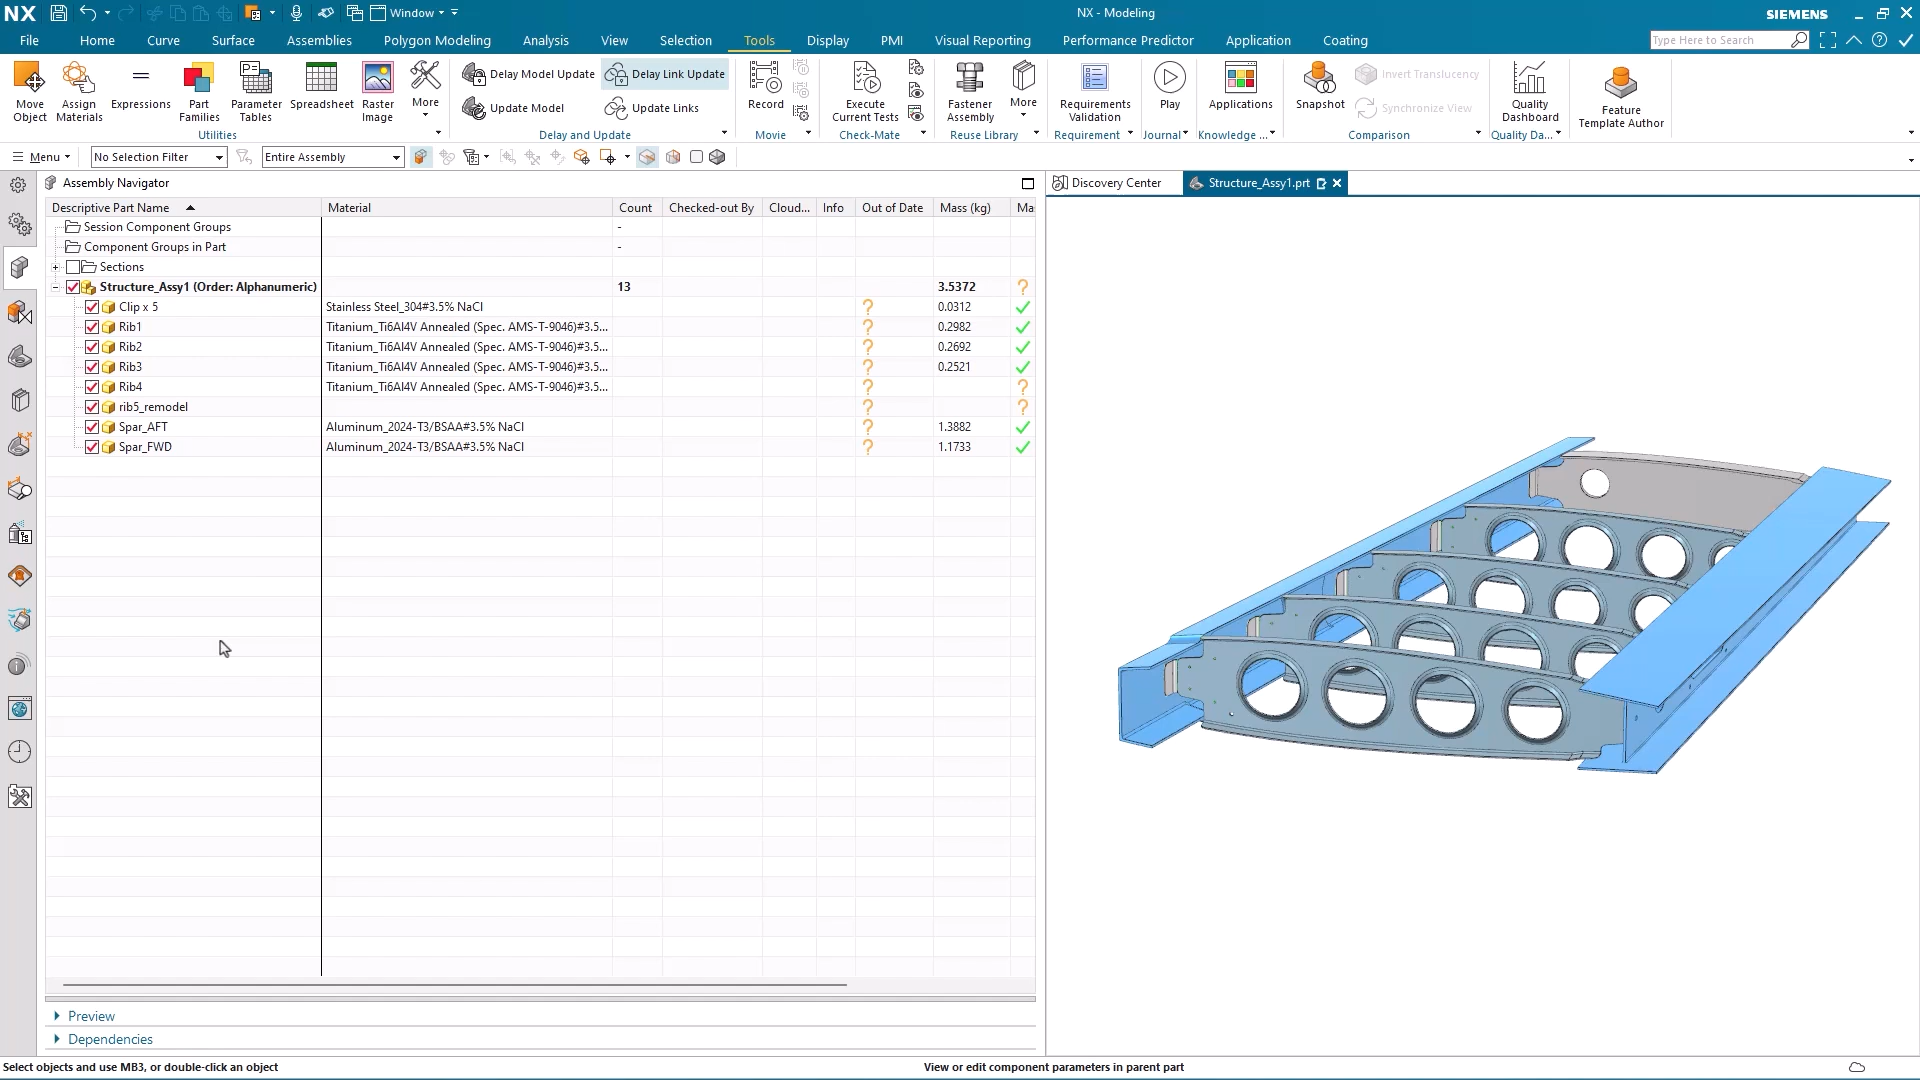 NX
Window
NX - Modeling
SIEMENS
File Home Curve Surface Assemblies Polygon Modeling Analysis View Selection Tools Display PMI Visual Reporting Performance Predictor Application Coating
Type Here to Search
Move Object
Assign Materials
Expressions
Part Families
P=
Parameter Tables
Spreadsheet
Raster Image
More
Utilities
Delay Model Update
Delay Link Update
Update Model
Update Links
Delay and Update
Record
Movie
Execute Current Tests
Check-Mate
Fastener Assembly
More
Reuse Library
Requirements Validation
Requirement
Play
Journal
Applications
Knowledge ...
Snapshot
Invert Translucency
Synchronize View
Comparison
Quality Dashboard
Quality Da...
Feature Template Author
Menu
No Selection Filter
Entire Assembly
Assembly Navigator
Discovery Center
Structure_Assy1.prt
Descriptive Part Name Material Count Checked-out By Cloud... Info Out of Date Mass (kg) Ma
Session Component Groups -
Component Groups in Part -
Sections
Structure_Assy1 (Order: Alphanumeric) 13 3.5372 ?
Clip x 5 Stainless Steel_304#3.5% NaCl ? 0.0312
Rib1 Titanium_Ti6Al4V Annealed (Spec. AMS-T-9046)#3.5... ? 0.2982
Rib2 Titanium_Ti6Al4V Annealed (Spec. AMS-T-9046)#3.5... ? 0.2692
Rib3 Titanium_Ti6Al4V Annealed (Spec. AMS-T-9046)#3.5... ? 0.2521
Rib4 Titanium_Ti6Al4V Annealed (Spec. AMS-T-9046)#3.5... ? ?
rib5_remodel ? ?
Spar_AFT Aluminum_2024-T3/BSAA#3.5% NaCl ? 1.3882
Spar_FWD Aluminum_2024-T3/BSAA#3.5% NaCl ? 1.1733
Preview
Dependencies
Select objects and use MB3, or double-click an object
View or edit component parameters in parent part